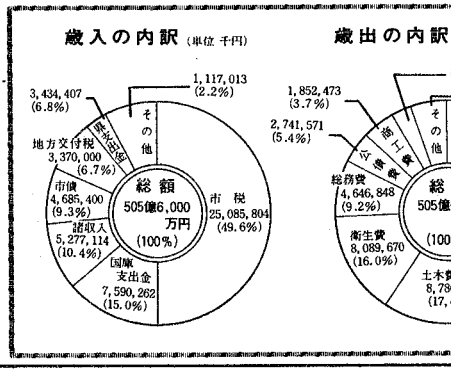 歳入の内訳 (単位 千円)
1,117,013
(2.2%)
3,434,407
(6.8%)
その他
県支出金
地方交付税
3,370,000
(6.7%)
市債
4,685,400
(9.3%)
諸収入
5,277,114
(10.4%)
国庫
支出金
7,590,262
(15.0%)
市税
25,085,804
(49.6%)
総額
505億6,000
万円
(100%)
歳出の内訳
1,852,473
(3.7%)
2,741,571
(5.4%)
その他
商工費
公債費
総務費
4,646,848
(9.2%)
衛生費
8,089,670
(16.0%)
土木費
8,78
(17.
総
505億
(100